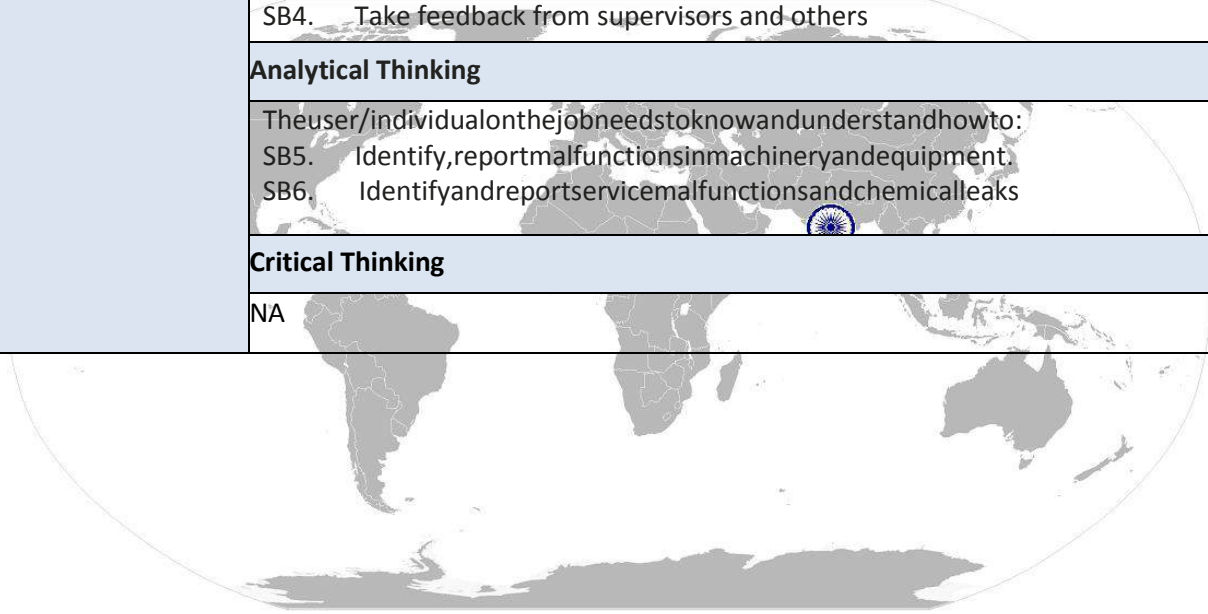 SB4. Take feedback from supervisors and others
Analytical Thinking
Theuser/individualonthejobneedstoknowandunderstandhowto:
SB5. Identify,reportmalfunctionsinmachineryandequipment.
SB6. Identifyandreportservicemalfunctionsandchemicalleaks
Critical Thinking
NA